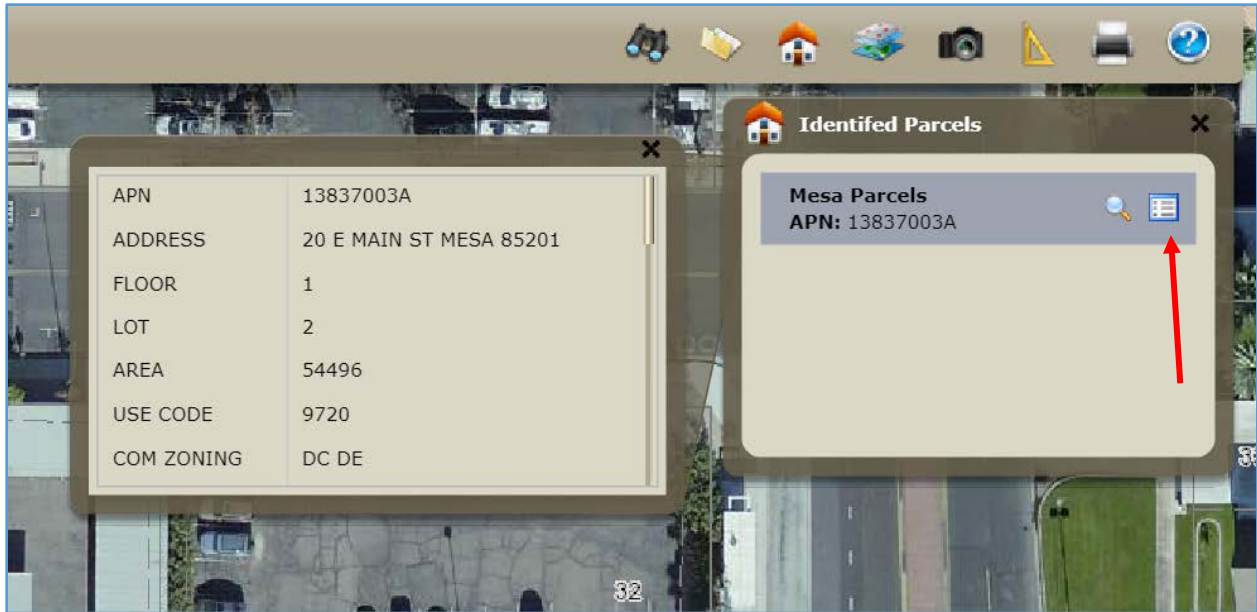 ?
Identifed Parcels
Mesa Parcels
APN: 13837003A
APN 13837003A
ADDRESS 20 E MAIN ST MESA 85201
FLOOR 1
LOT 2
AREA 54496
USE CODE 9720
COM ZONING DC DE
32